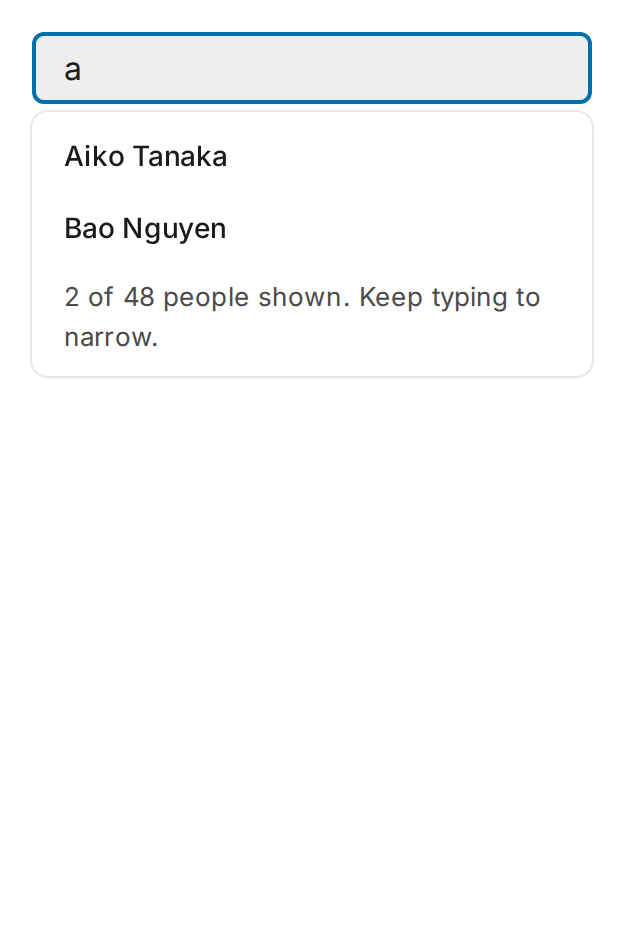 a
Aiko Tanaka
Bao Nguyen
2 of 48 people shown. Keep typing to
narrow.